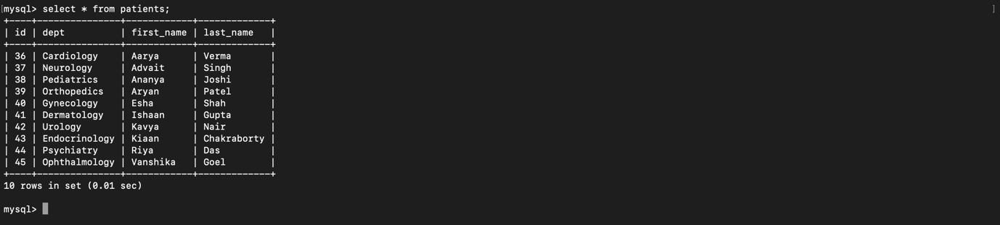 [mysql> select * from patients; ]
+----+---------------+------------+-------------+
| id | dept          | first_name | last_name   |
+----+---------------+------------+-------------+
| 36 | Cardiology    | Aarya      | Verma       |
| 37 | Neurology     | Advait     | Singh       |
| 38 | Pediatrics    | Ananya     | Joshi       |
| 39 | Orthopedics   | Aryan      | Patel       |
| 40 | Gynecology    | Esha       | Shah        |
| 41 | Dermatology   | Ishaan     | Gupta       |
| 42 | Urology       | Kavya      | Nair        |
| 43 | Endocrinology | Kiaan      | Chakraborty |
| 44 | Psychiatry    | Riya       | Das         |
| 45 | Ophthalmology | Vanshika   | Goel        |
+----+---------------+------------+-------------+
10 rows in set (0.01 sec)
mysql>